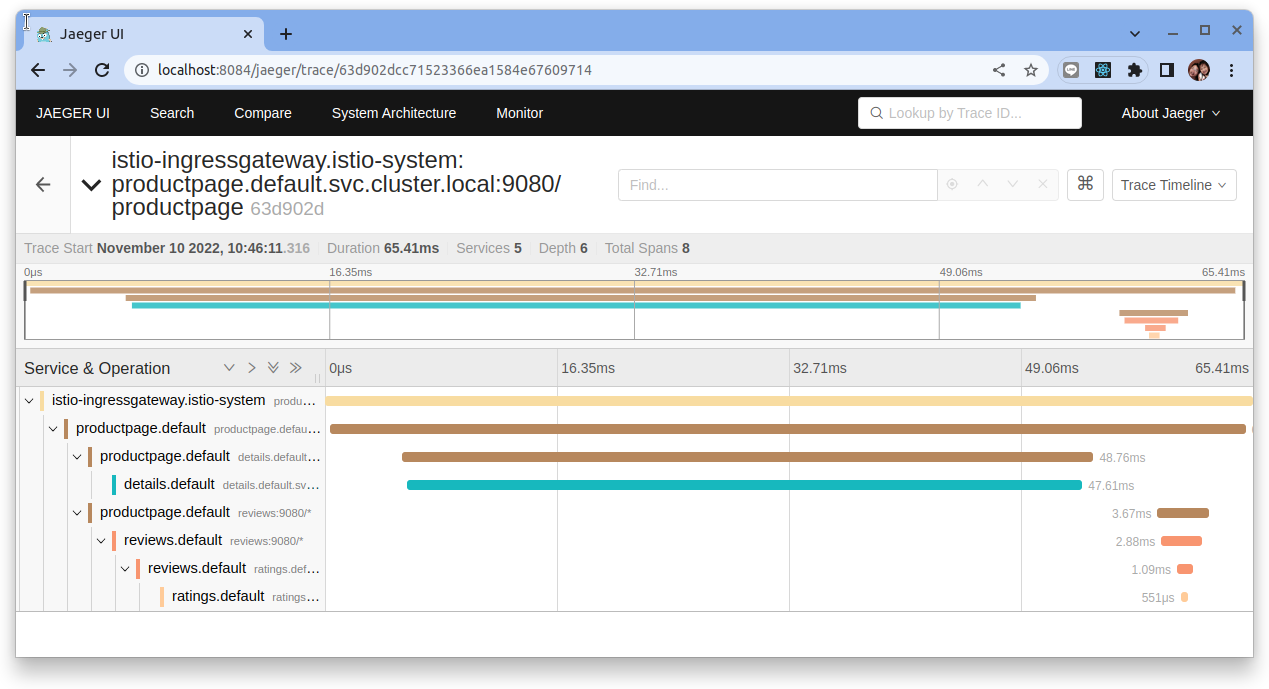 Jaeger UI
localhost:8084/jaeger/trace/63d902dcc71523366ea1584e67609714
JAEGER UI Search Compare System Architecture Monitor Lookup by Trace ID... About Jaeger
istio-ingressgateway.istio-system:
productpage.default.svc.cluster.local:9080/
productpage 63d902d
Find... ⌘ Trace Timeline
Trace Start November 10 2022, 10:46:11.316 Duration 65.41ms Services 5 Depth 6 Total Spans 8
0μs 16.35ms 32.71ms 49.06ms 65.41ms
Service & Operation 0μs 16.35ms 32.71ms 49.06ms 65.41ms
istio-ingressgateway.istio-system produ…
productpage.default productpage.defau…
productpage.default details.default… 48.76ms
details.default details.default.sv… 47.61ms
productpage.default reviews:9080/* 3.67ms
reviews.default reviews:9080/* 2.88ms
reviews.default ratings.def… 1.09ms
ratings.default ratings… 551μs